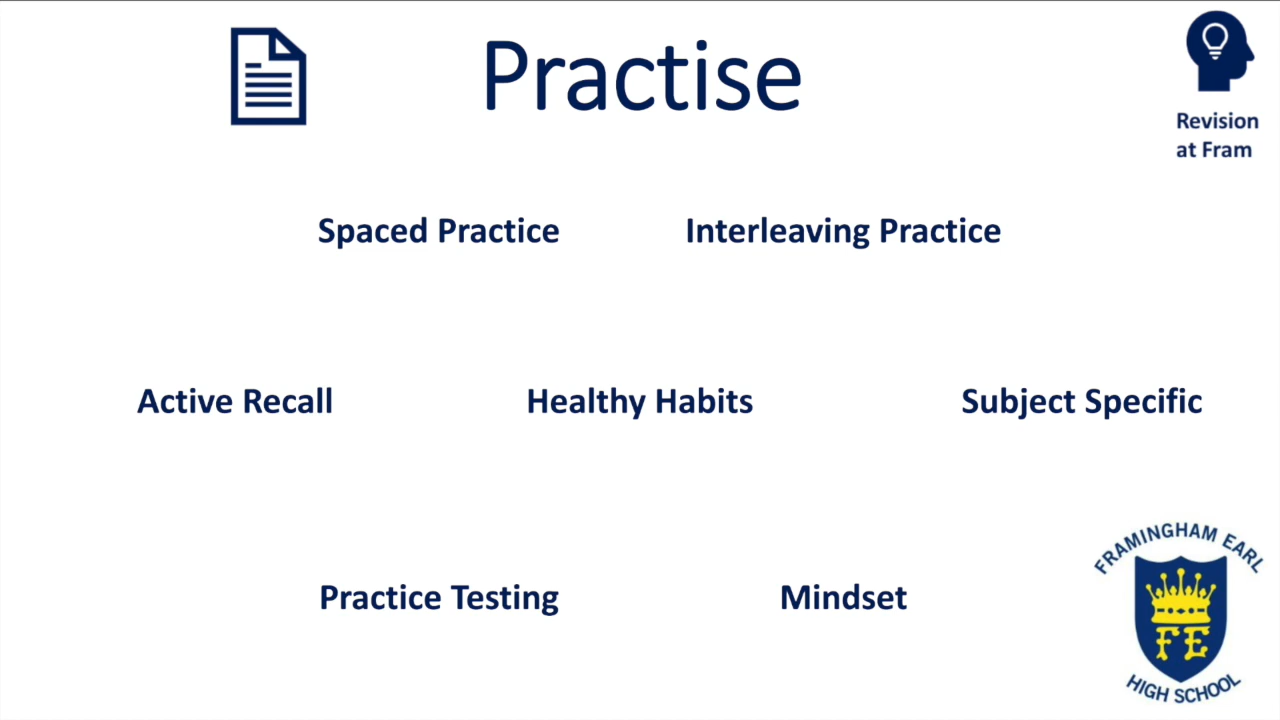 Practise
Revision
at Fram
Spaced Practice
Interleaving Practice
Active Recall
Healthy Habits
Subject Specific
Practice Testing
Mindset
FRAMINGHAM EARL
FE
HIGH SCHOOL